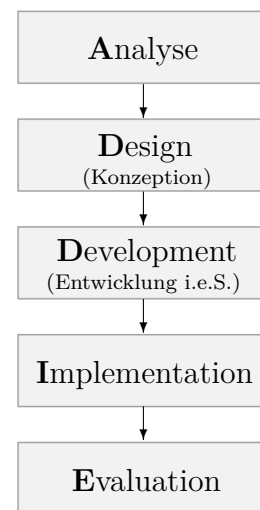 Analyse
Design
(Konzeption)
Development
(Entwicklung i.e.S.)
Implementation
Evaluation